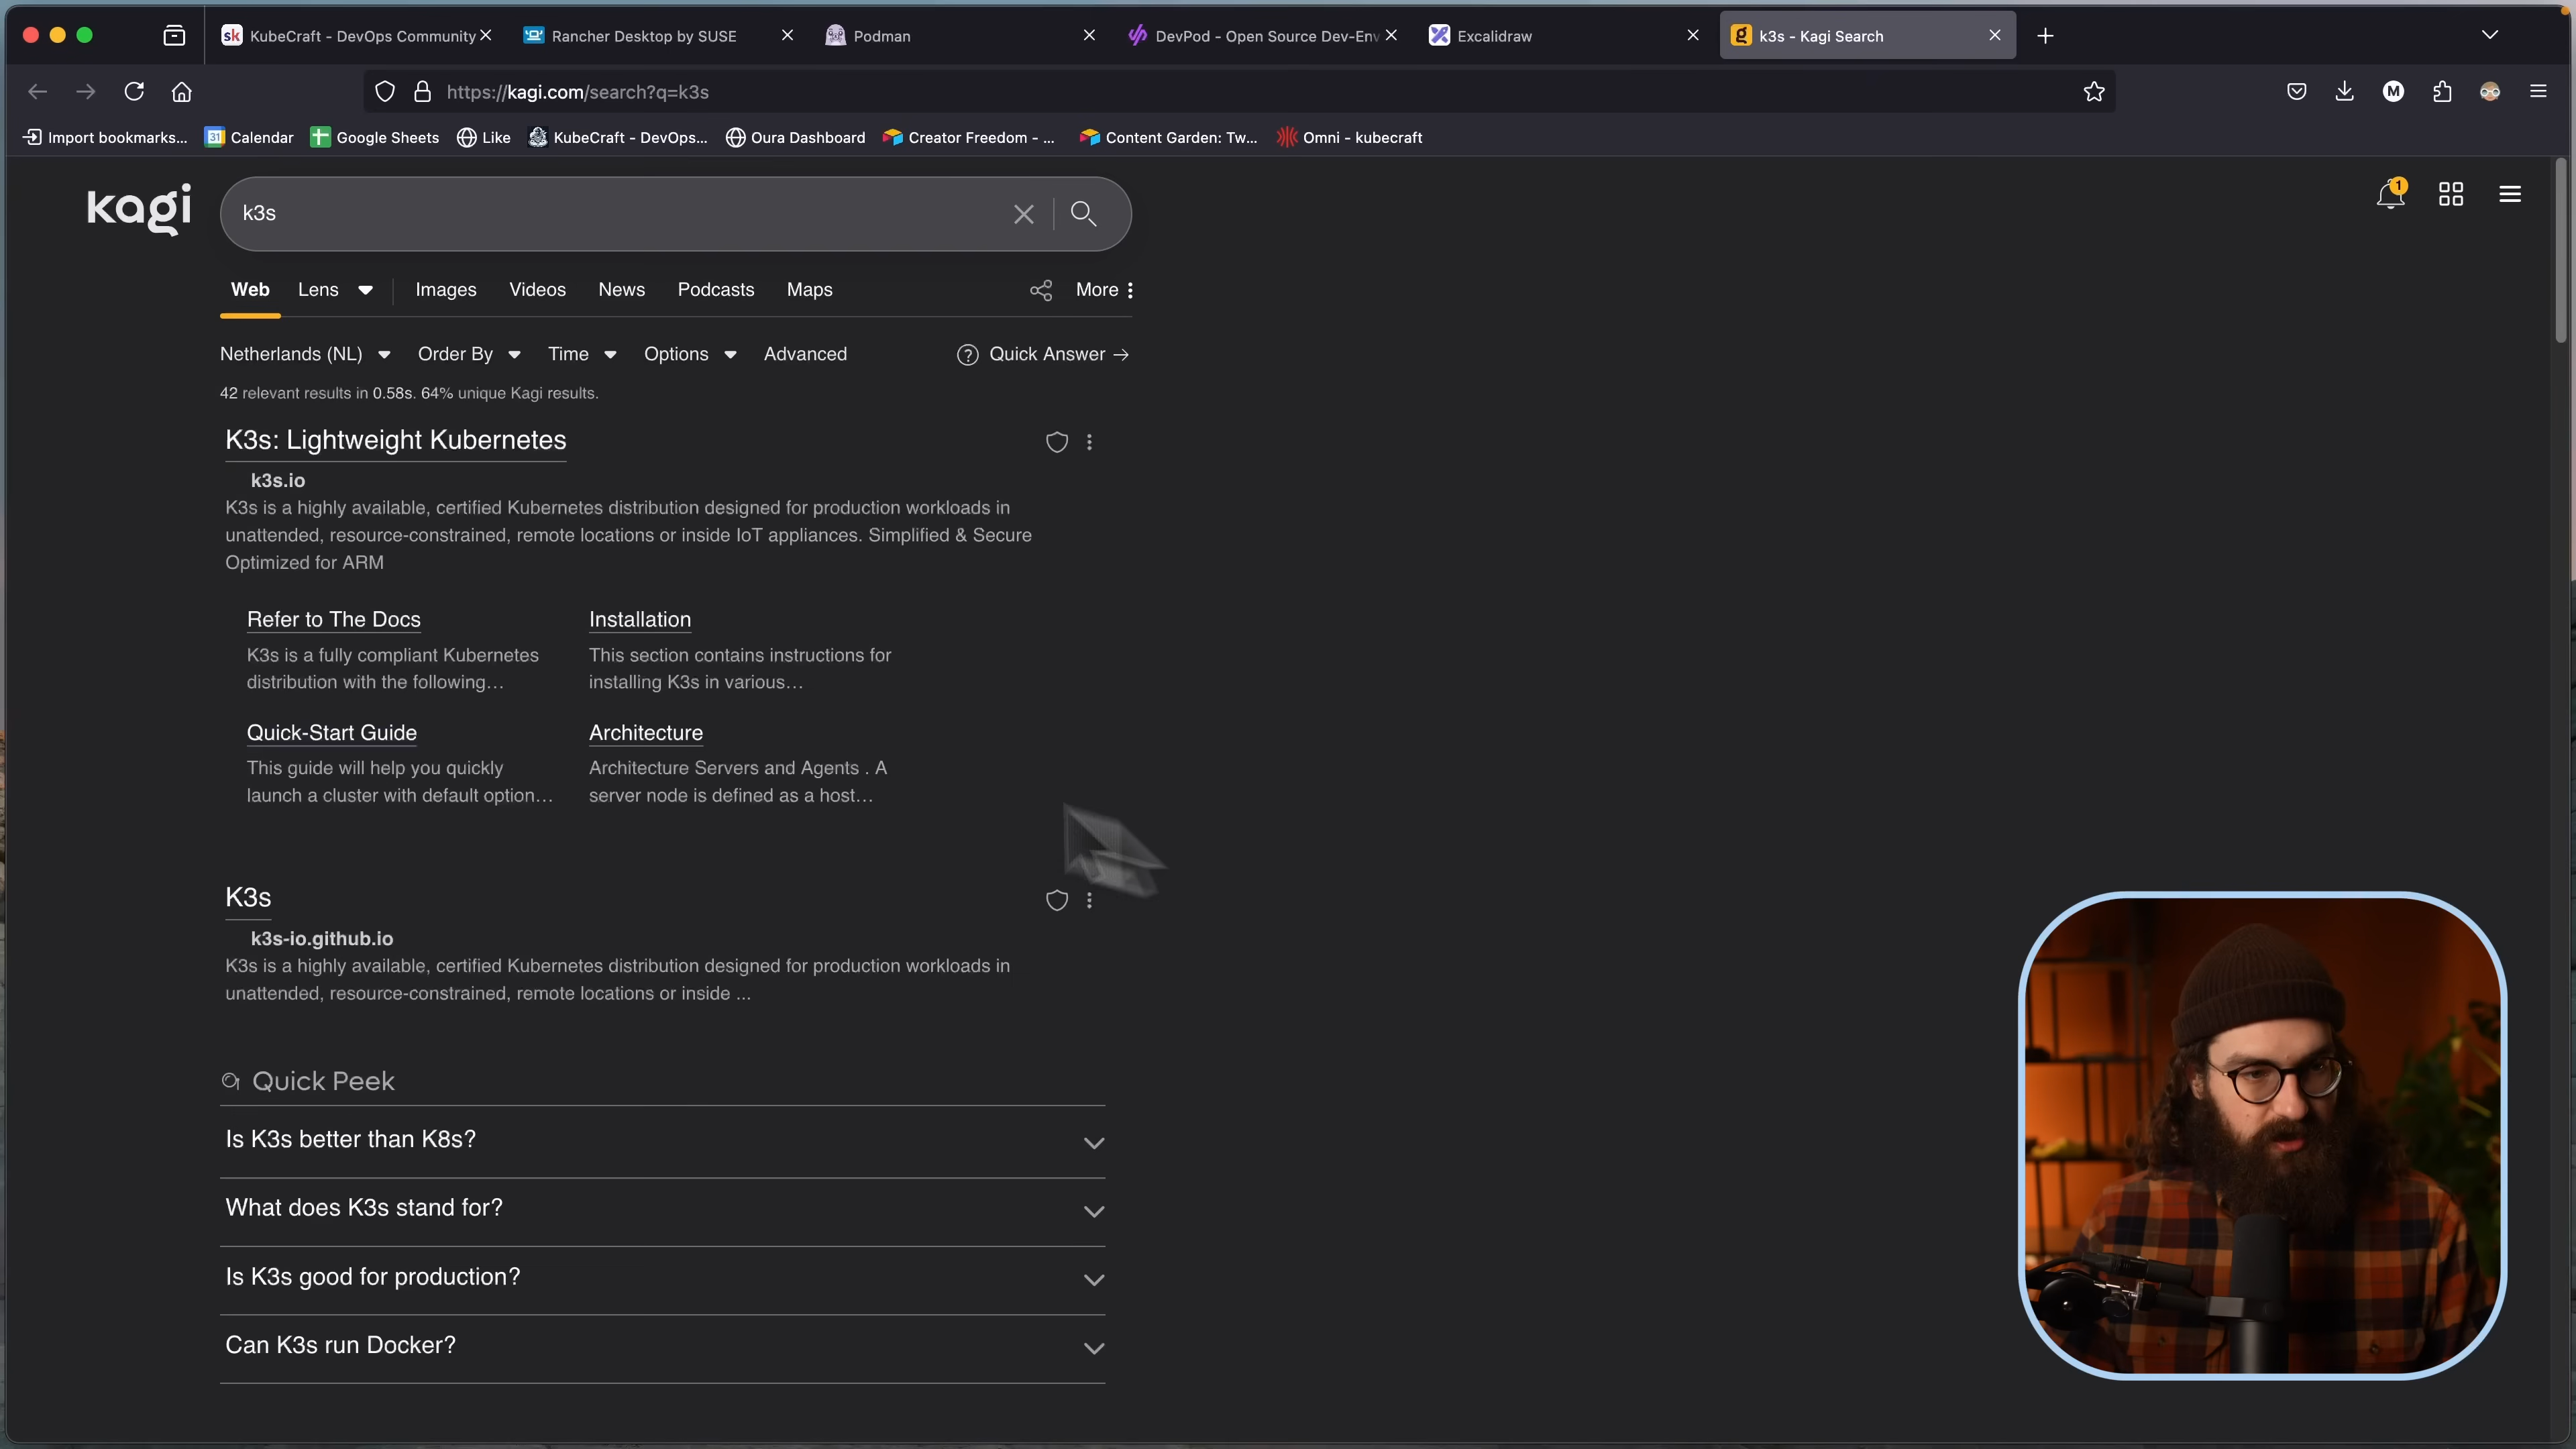 sk KubeCraft - DevOps Community
Rancher Desktop by SUSE
Podman
DevPod - Open Source Dev-Env
Excalidraw
g k3s - Kagi Search
https://kagi.com/search?q=k3s
M
Import bookmarks...
31 Calendar
Google Sheets
Like
KubeCraft - DevOps...
Oura Dashboard
Creator Freedom - ...
Content Garden: Tw...
Omni - kubecraft
kagi
k3s
1
Web
Lens
Images
Videos
News
Podcasts
Maps
More
Netherlands (NL)
Order By
Time
Options
Advanced
? Quick Answer →
42 relevant results in 0.58s. 64% unique Kagi results.
K3s: Lightweight Kubernetes
k3s.io
K3s is a highly available, certified Kubernetes distribution designed for production workloads in
unattended, resource-constrained, remote locations or inside IoT appliances. Simplified & Secure
Optimized for ARM
Refer to The Docs
K3s is a fully compliant Kubernetes
distribution with the following...
Installation
This section contains instructions for
installing K3s in various...
Quick-Start Guide
This guide will help you quickly
launch a cluster with default option...
Architecture
Architecture Servers and Agents . A
server node is defined as a host...
K3s
k3s-io.github.io
K3s is a highly available, certified Kubernetes distribution designed for production workloads in
unattended, resource-constrained, remote locations or inside ...
Quick Peek
Is K3s better than K8s?
What does K3s stand for?
Is K3s good for production?
Can K3s run Docker?